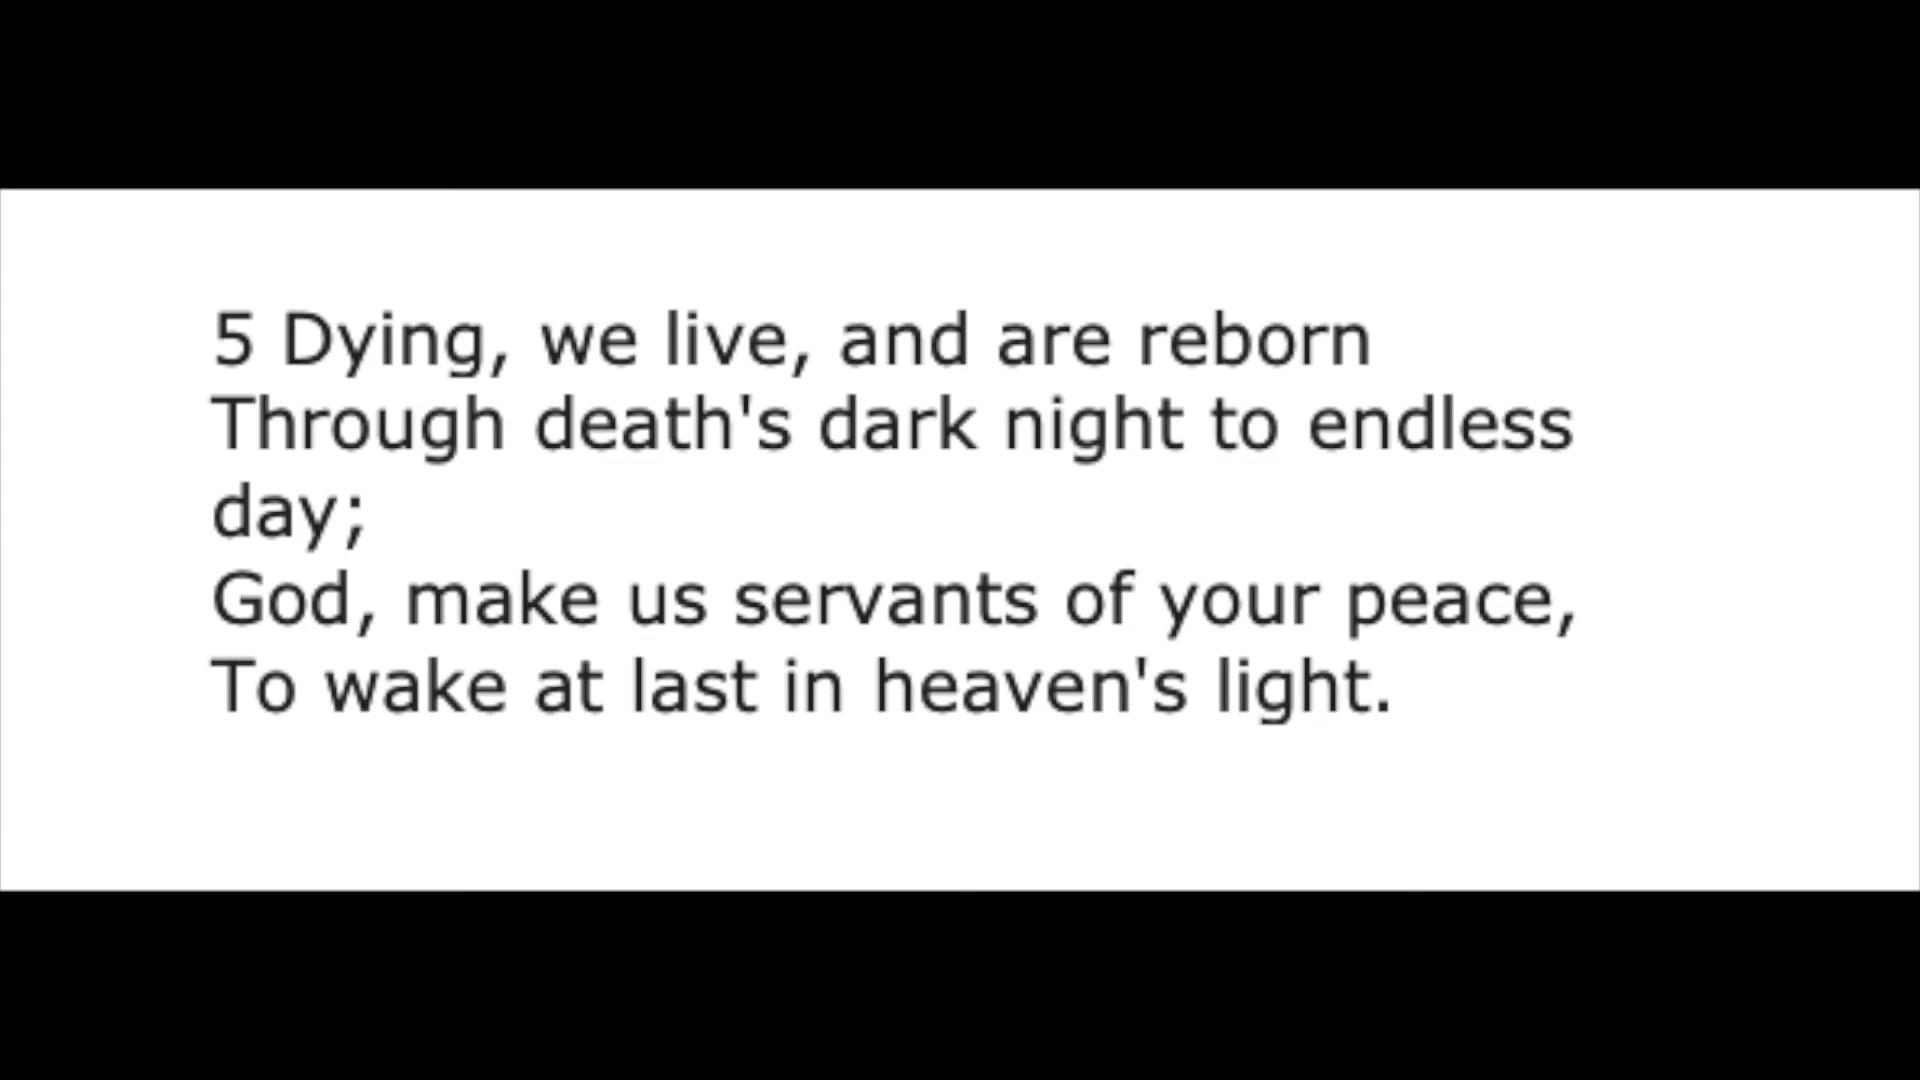 5 Dying, we live, and are reborn
Through death's dark night to endless
day;
God, make us servants of your peace,
To wake at last in heaven's light.